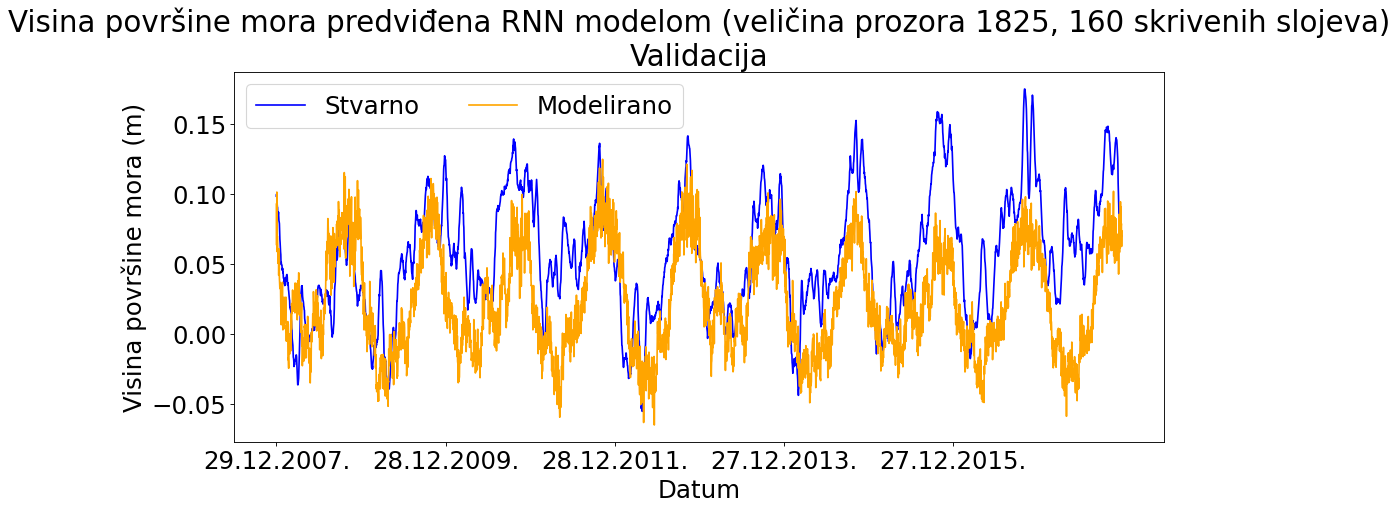 Visina površine mora predviđena RNN modelom (veličina prozora 1825, 160 skrivenih slojeva)
Validacija
Stvarno Modelirano
Visina površine mora (m)
0.15
0.10
0.05
0.00
−0.05
29.12.2007. 28.12.2009. 28.12.2011. 27.12.2013. 27.12.2015.
Datum